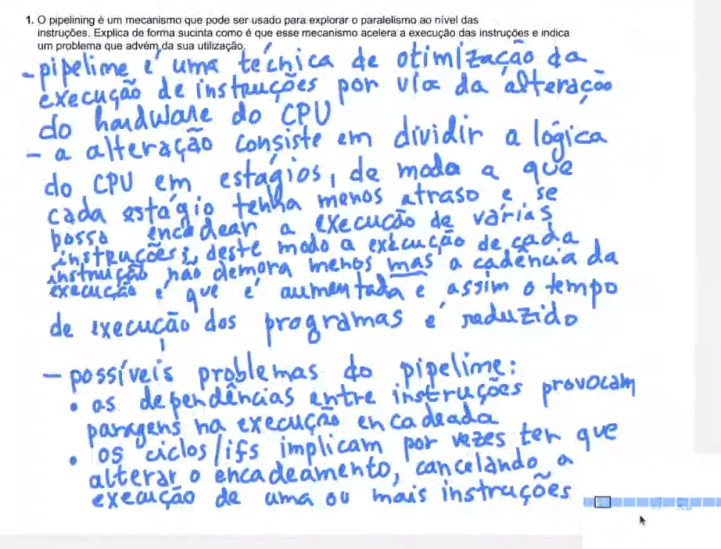 1. O pipelining é um mecanismo que pode ser usado para explorar o paralelismo ao nível das
instruções. Explica de forma sucinta como é que esse mecanismo acelera a execução das instruções e indica
um problema que advém da sua utilização.
- pipelime é uma técnica de otimização da
execução de instruções por via da alteração
do hardware do CPU
- a alteração consiste em dividir a lógica
do CPU em estágios, de modo a que
cada estágio tenha menos atraso e se
possa encadear a execução de várias
instruções; deste modo a execução de cada
instrução não demora menos mas a cadência da
execução é que é aumentada e assim o tempo
de execução dos programas é reduzido
- possíveis problemas do pipelime:
• as dependências entre instruções provocam
paragens na execução encadeada
• os ciclos/ifs implicam por vezes ter que
alterar o encadeamento, cancelando a
execução de uma ou mais instruções